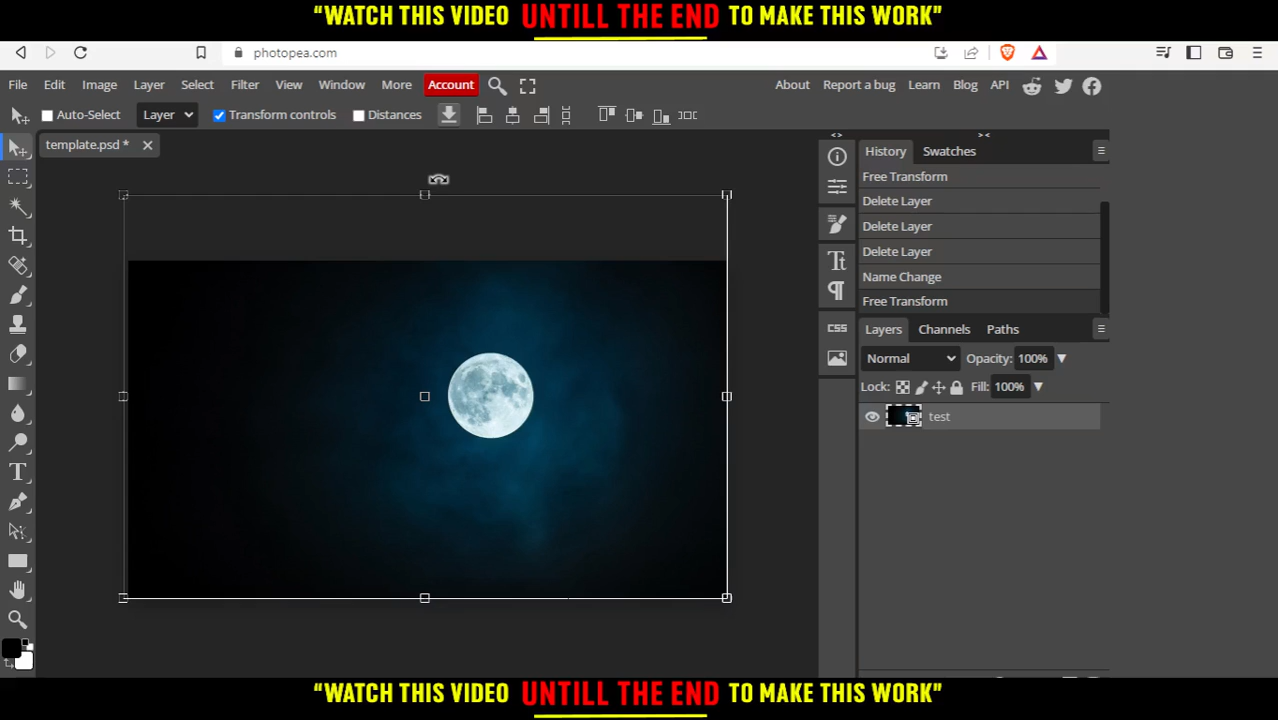 “WATCH THIS VIDEO UNTILL THE END TO MAKE THIS WORK”
photopea.com
File Edit Image Layer Select Filter View Window More Account About Report a bug Learn Blog API
Auto-Select Layer Transform controls Distances
template.psd *
History Swatches
Free Transform
Delete Layer
Delete Layer
Delete Layer
Name Change
Free Transform
Layers Channels Paths
Normal Opacity: 100%
Lock: Fill: 100%
test
CSS
“WATCH THIS VIDEO UNTILL THE END TO MAKE THIS WORK”